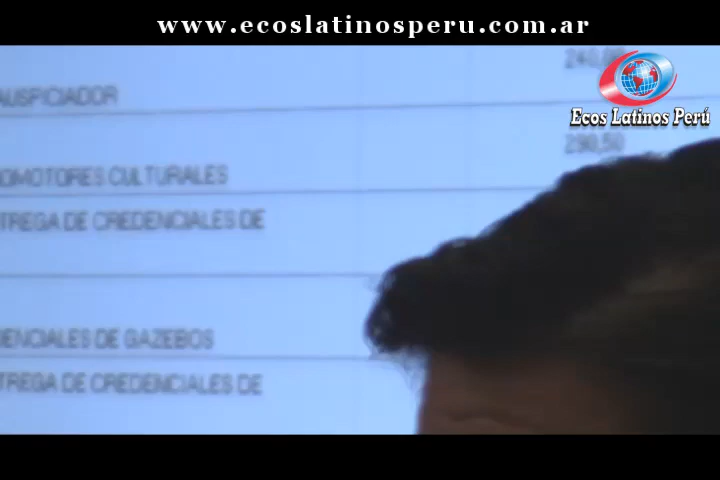 www.ecoslatinosperu.com.ar
240,00
AUSPICIADOR
Ecos Latinos Perú
290,50
OMOTORES CULTURALES
TREGA DE CREDENCIALES DE
ENCIALES DE GAZEBOS
TREGA DE CREDENCIALES DE